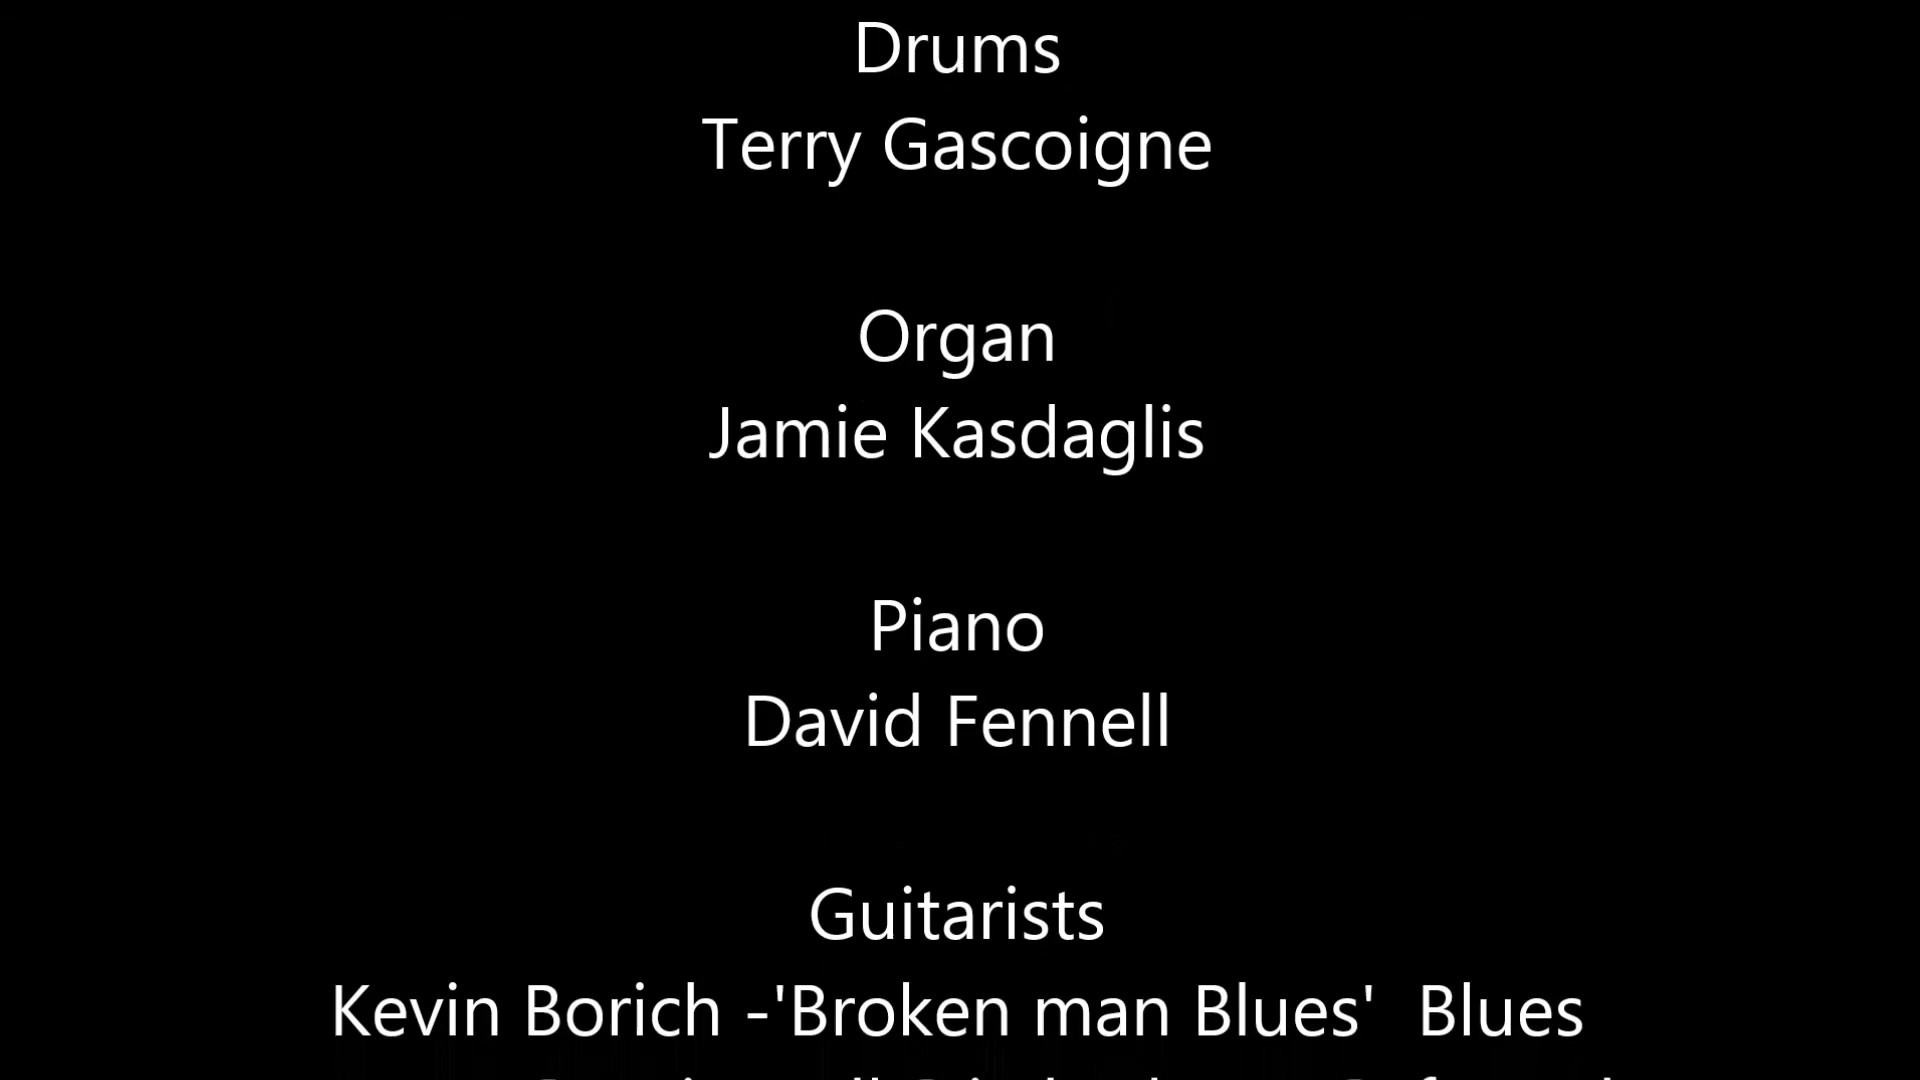 Drums
Terry Gascoigne
Organ
Jamie Kasdaglis
Piano
David Fennell
Guitarists
Kevin Borich -'Broken man Blues'  Blues